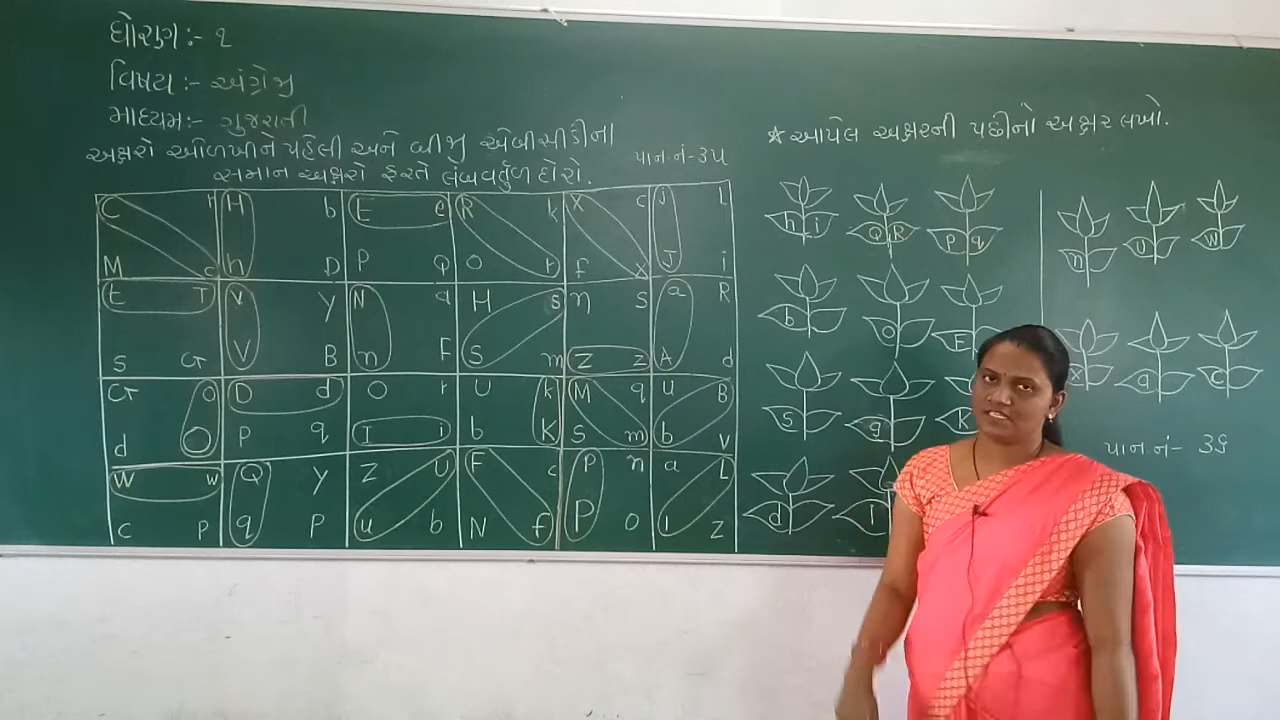 ધોરણ:- ૧
વિષય:- અંગ્રેજી
માધ્યમ:- ગુજરાતી
અક્ષરો ઓળખીને પહેલી અને બીજી એબીસીડીના
સમાન અક્ષરો ફરતે લંબવર્તુળ દોરો.
પાન.નં-૩૫
C r H b E e R k X c j L
M c h D P Q O r f x J i
t T v y N a H s n s a R
S G V B n F S m Z z A d
G o D d O r U k M q u B
d O p q I i b K S m b v
W w Q y Z U F c P n a L
c p q p u b N f P o l z
* આપેલ અક્ષરની પછીનો અક્ષર લખો.
h i Q R p q
b o E
s g K
d l
n u w
x a c
પાન નં- ૩૬